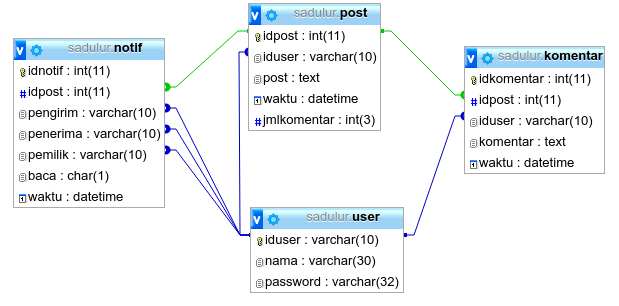 sadulur.notif
idnotif : int(11)
idpost : int(11)
pengirim : varchar(10)
penerima : varchar(10)
pemilik : varchar(10)
baca : char(1)
waktu : datetime
sadulur.post
idpost : int(11)
iduser : varchar(10)
post : text
waktu : datetime
jmlkomentar : int(3)
sadulur.komentar
idkomentar : int(11)
idpost : int(11)
iduser : varchar(10)
komentar : text
waktu : datetime
sadulur.user
iduser : varchar(10)
nama : varchar(30)
password : varchar(32)